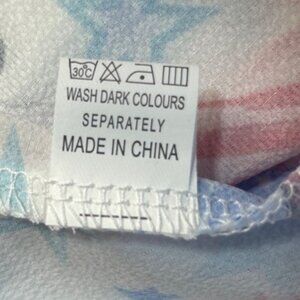 30°C
WASH DARK COLOURS
SEPARATELY
MADE IN CHINA